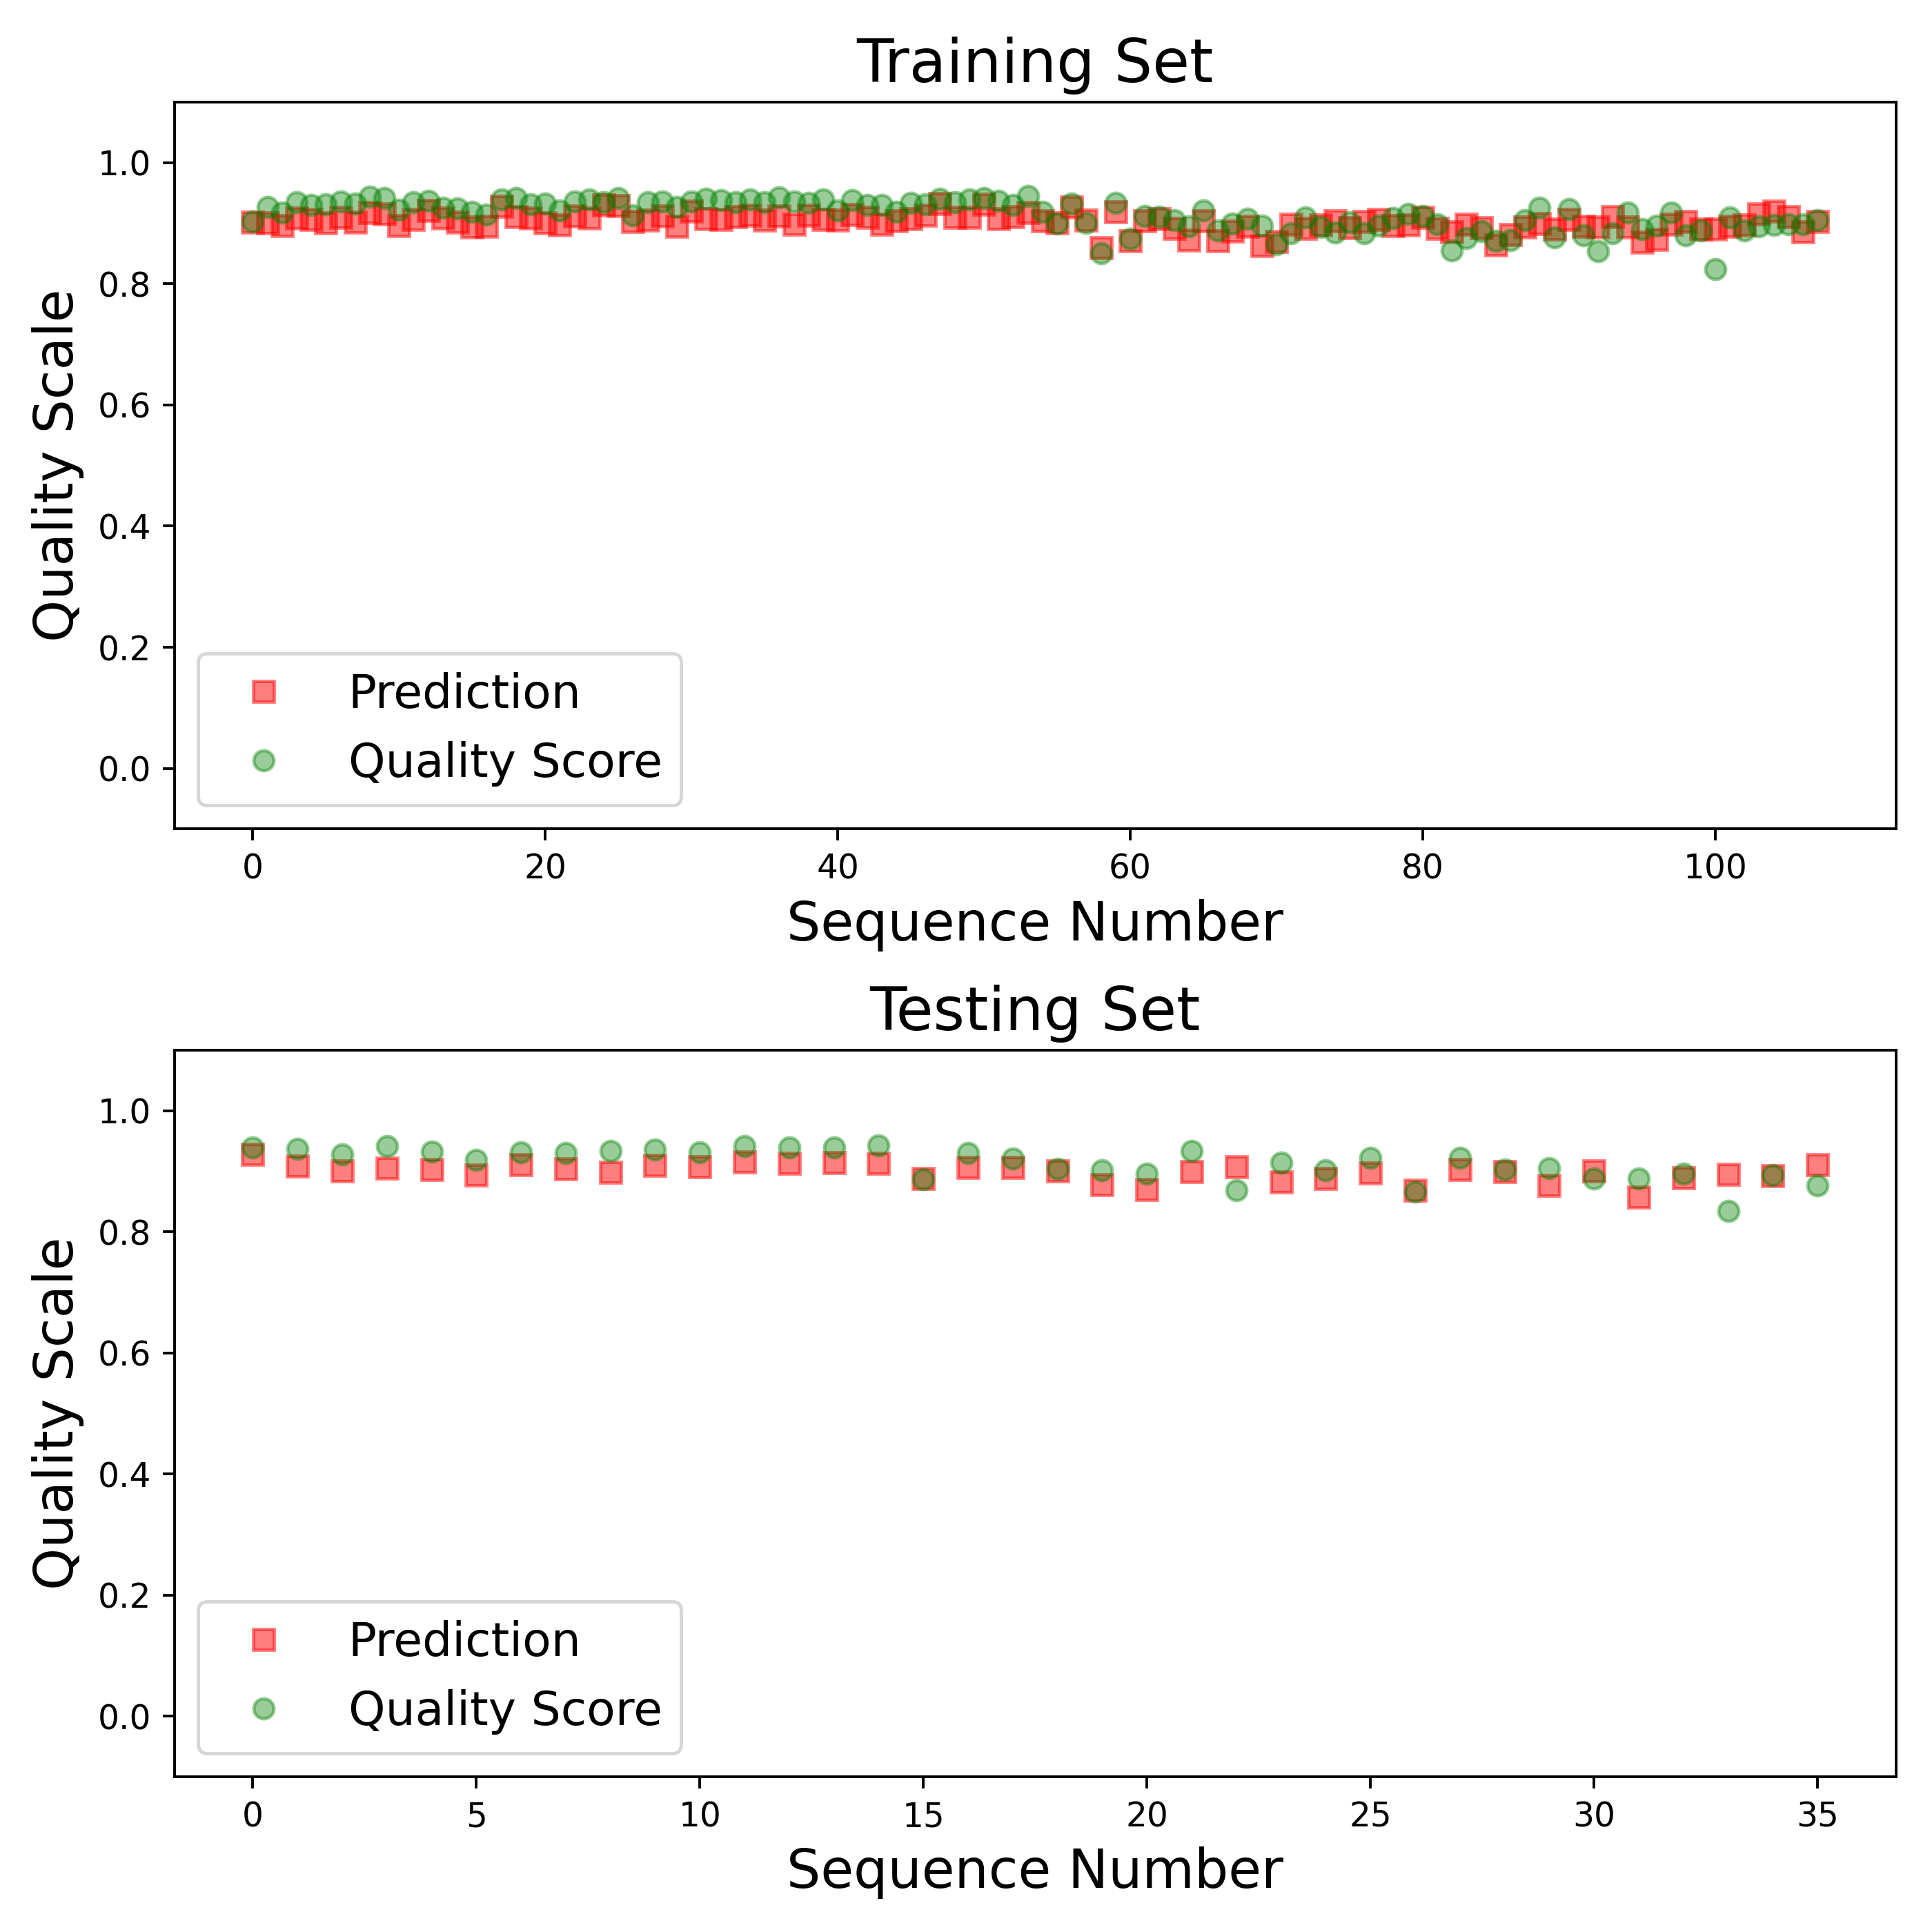 Training Set
Quality Scale
1.0
0.8
0.6
0.4
0.2
0.0
Prediction
Quality Score
0 20 40 60 80 100
Sequence Number
Testing Set
Quality Scale
1.0
0.8
0.6
0.4
0.2
0.0
Prediction
Quality Score
0 5 10 15 20 25 30 35
Sequence Number